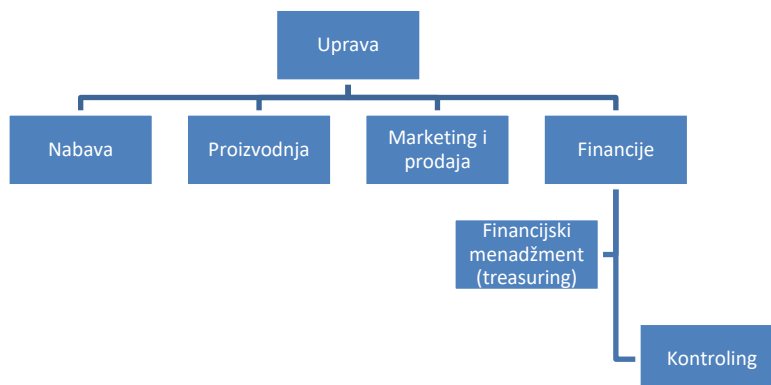 Uprava
Nabava
Proizvodnja
Marketing i
prodaja
Financije
Financijski
menadžment
(treasuring)
Kontroling